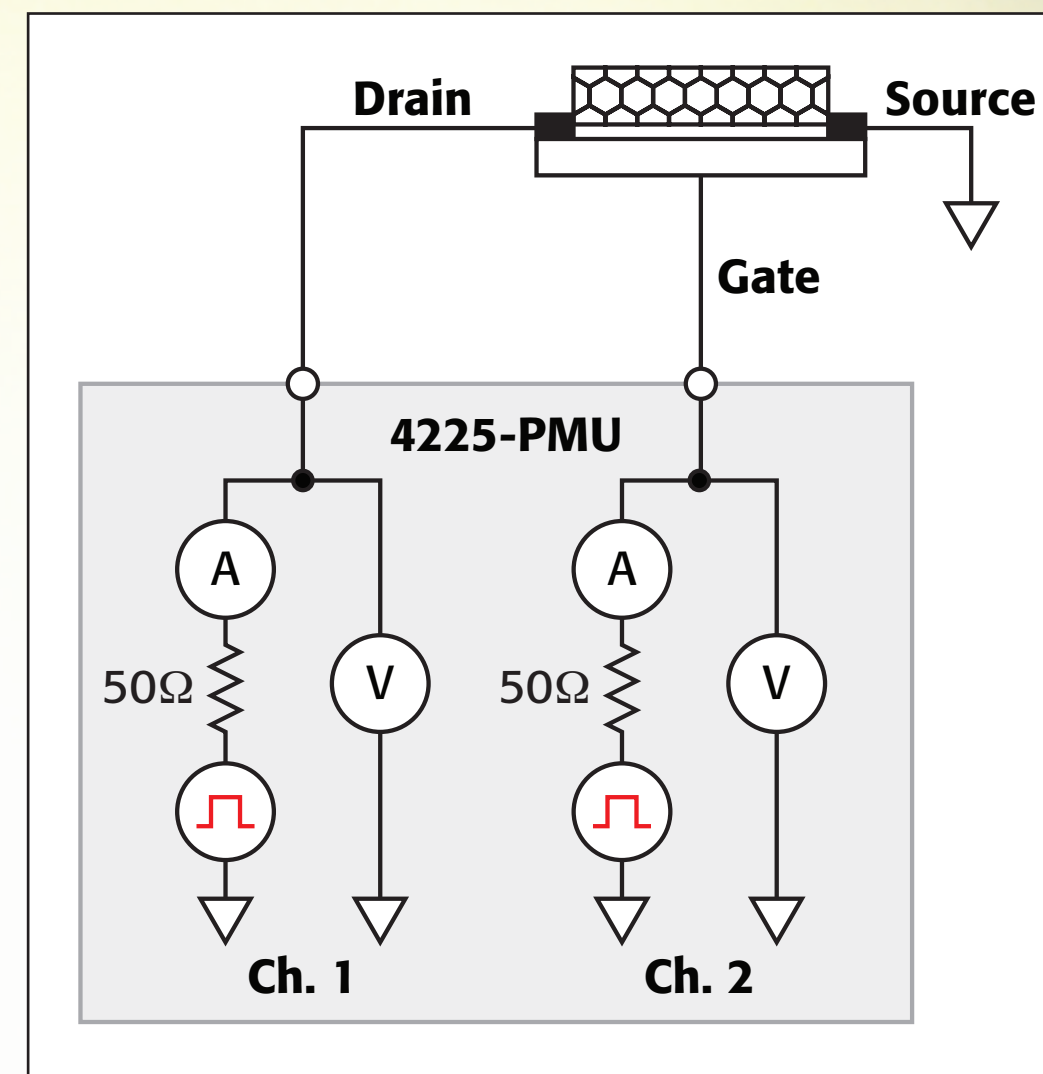 Drain
Source
Gate
4225-PMU
A
A
50Ω
V
50Ω
V
Ch. 1
Ch. 2